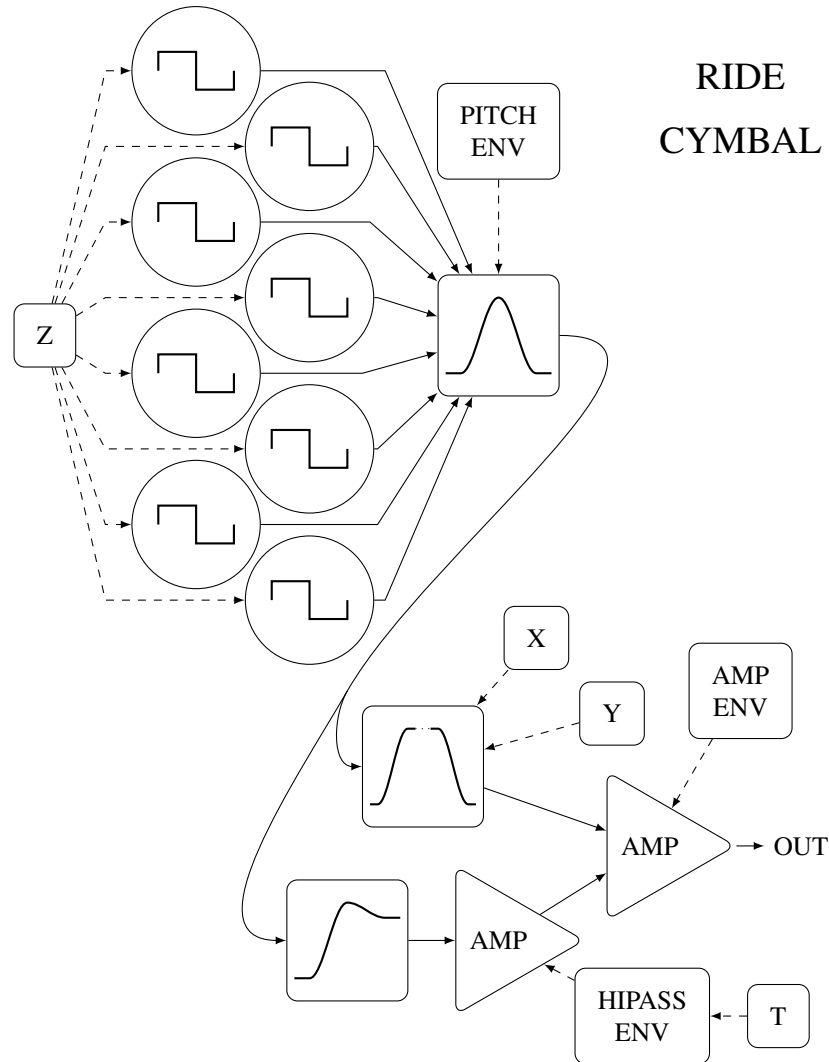 RIDE
CYMBAL
PITCH
ENV
Z
X
Y
AMP
ENV
AMP
OUT
AMP
HIPASS
ENV
T